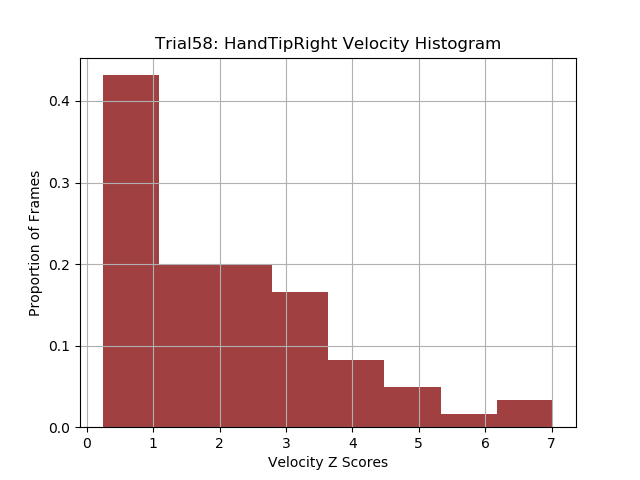 Trial58: HandTipRight Velocity Histogram
0.4
0.3
0.2
0.1
0.0
Proportion of Frames
0 1 2 3 4 5 6 7
Velocity Z Scores